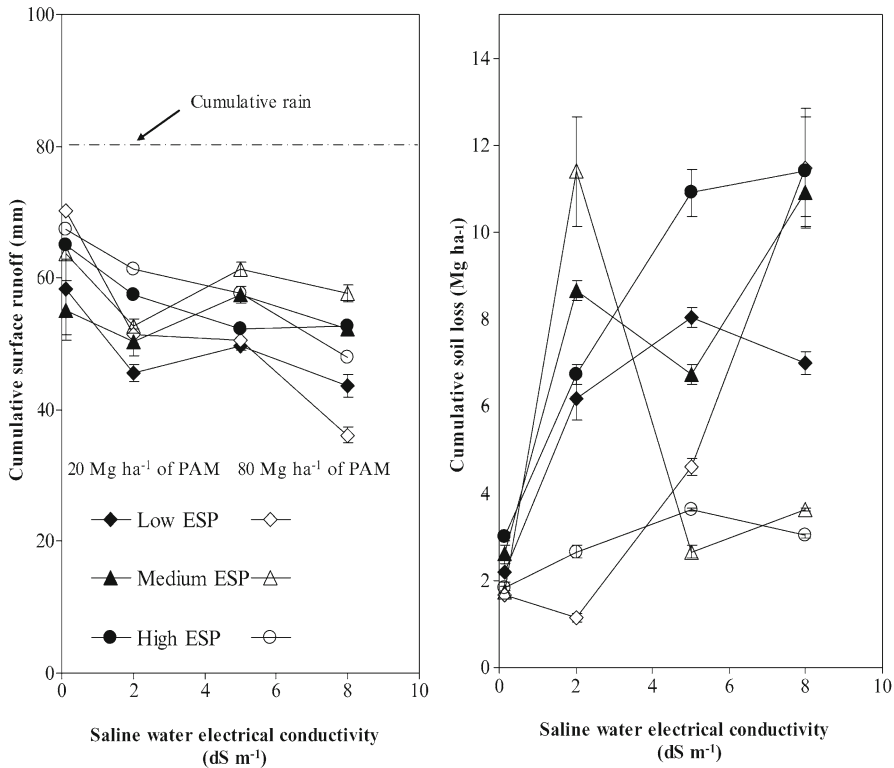 100
80
60
40
20
0
Cumulative surface runoff (mm)
Cumulative rain
20 Mg ha-1 of PAM 80 Mg ha-1 of PAM
Low ESP
Medium ESP
High ESP
0 2 4 6 8 10
Saline water electrical conductivity
(dS m-1)
14
12
10
8
6
4
2
0
Cumulative soil loss (Mg ha-1)
0 2 4 6 8 10
Saline water electrical conductivity
(dS m-1)